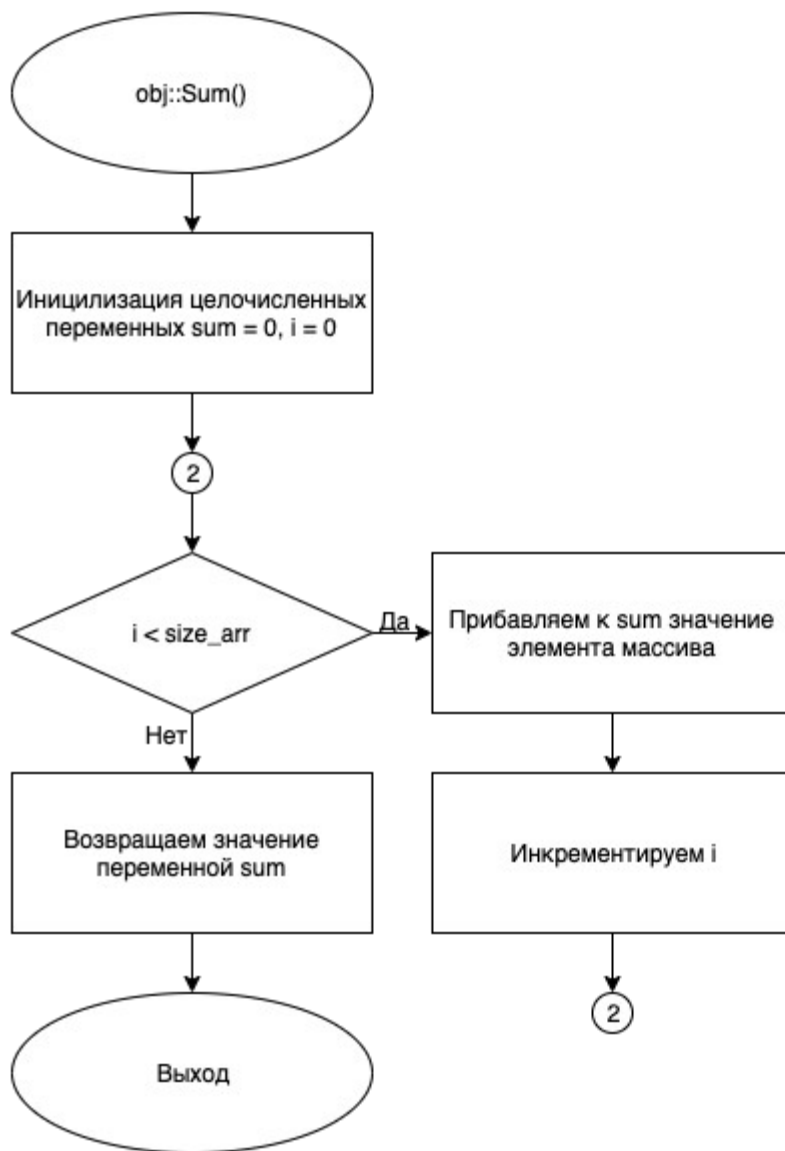 obj::Sum()
Иницилизация целочисленных
переменных sum = 0, i = 0
2
i < size_arr
Да
Прибавляем к sum значение
элемента массива
Нет
Возвращаем значение
переменной sum
Инкрементируем i
2
Выход